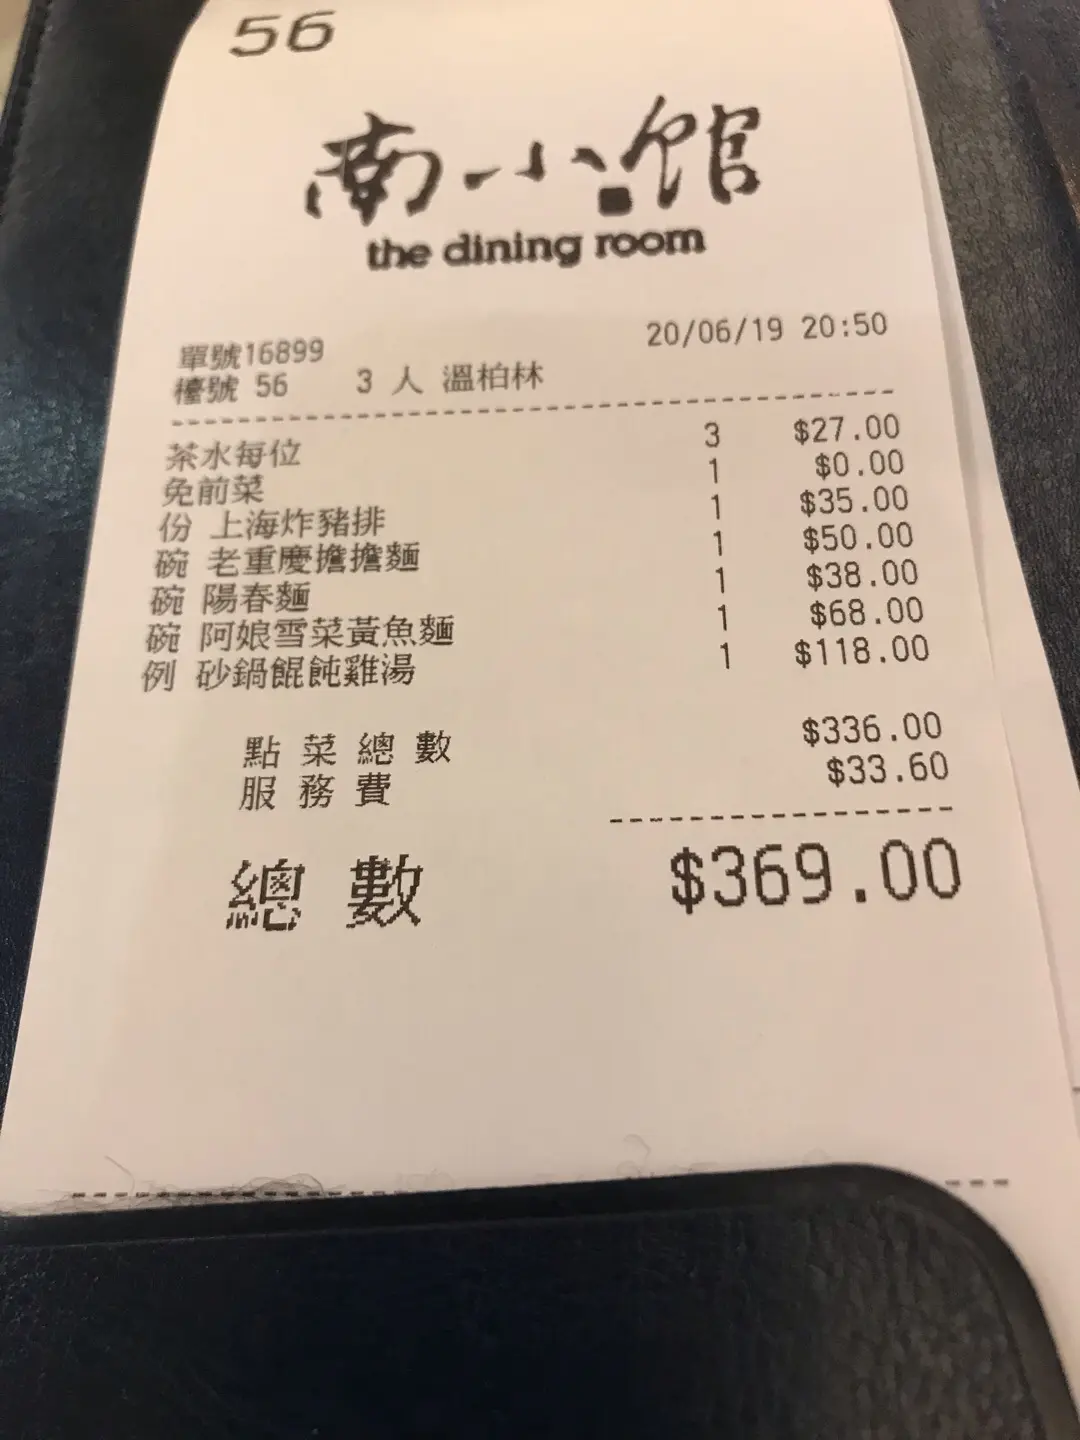 56
南小館
the dining room
單號16899 20/06/19 20:50
檯號 56 3 人 溫柏林
茶水每位 3 $27.00
免前菜 1 $0.00
份 上海炸豬排 1 $35.00
碗 老重慶擔擔麵 1 $50.00
碗 陽春麵 1 $38.00
碗 阿娘雪菜黃魚麵 1 $68.00
例 砂鍋餛飩雞湯 1 $118.00
點菜總數 $336.00
服務費 $33.60
總數 $369.00